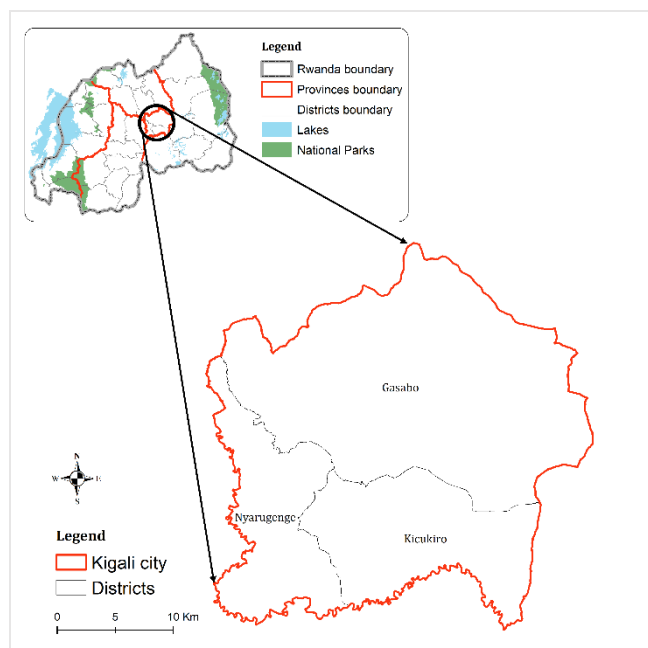 Legend
Rwanda boundary
Provinces boundary
Districts boundary
Lakes
National Parks
Gasabo
Nyarugenge
Kicukiro
N
W E
S
Legend
Kigali city
Districts
0 5 10 Km